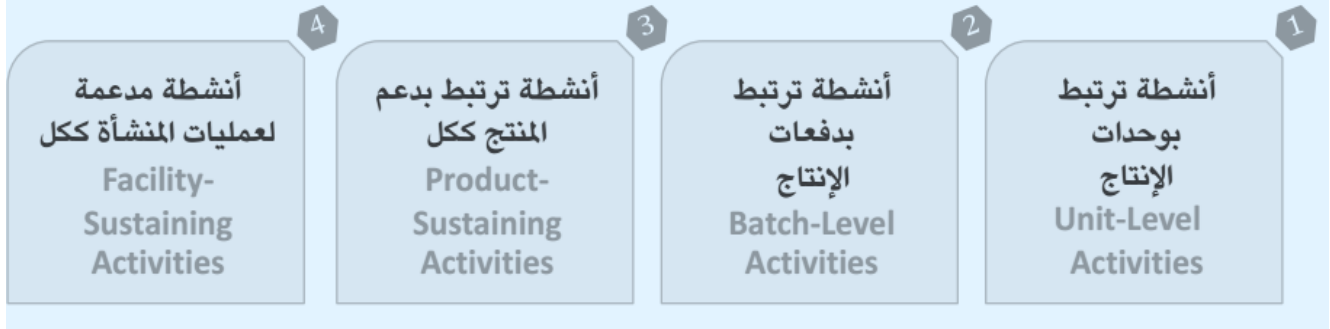 1
أنشطة ترتبط
بوحدات
الإنتاج
Unit-Level
Activities
2
أنشطة ترتبط
بدفعات
الإنتاج
Batch-Level
Activities
3
أنشطة ترتبط بدعم
المنتج ككل
Product-
Sustaining
Activities
4
أنشطة مدعمة
لعمليات المنشأة ككل
Facility-
Sustaining
Activities